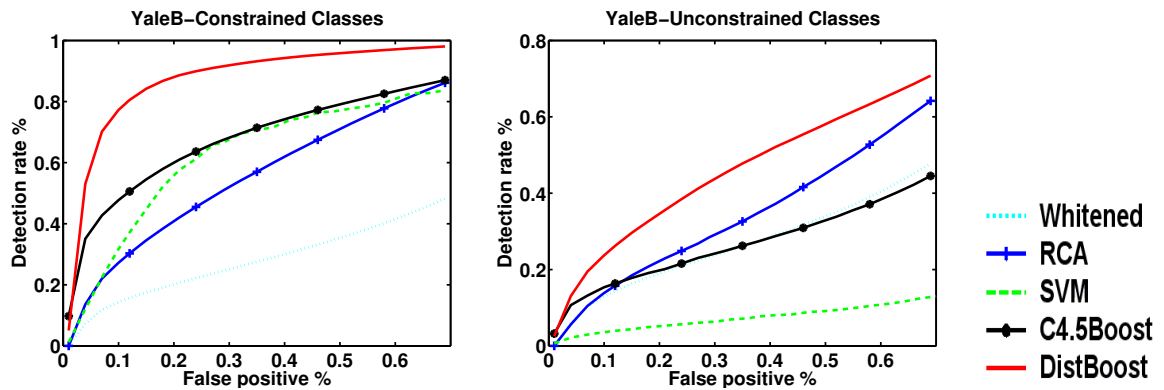 YaleB−Constrained Classes
1
0.8
0.6
0.4
0.2
0
Detection rate %
0
0.1
0.2
0.3
0.4
0.5
0.6
False positive %
YaleB−Unconstrained Classes
0.8
0.6
0.4
0.2
0
Detection rate %
0
0.1
0.2
0.3
0.4
0.5
0.6
False positive %
Whitened
RCA
SVM
C4.5Boost
DistBoost